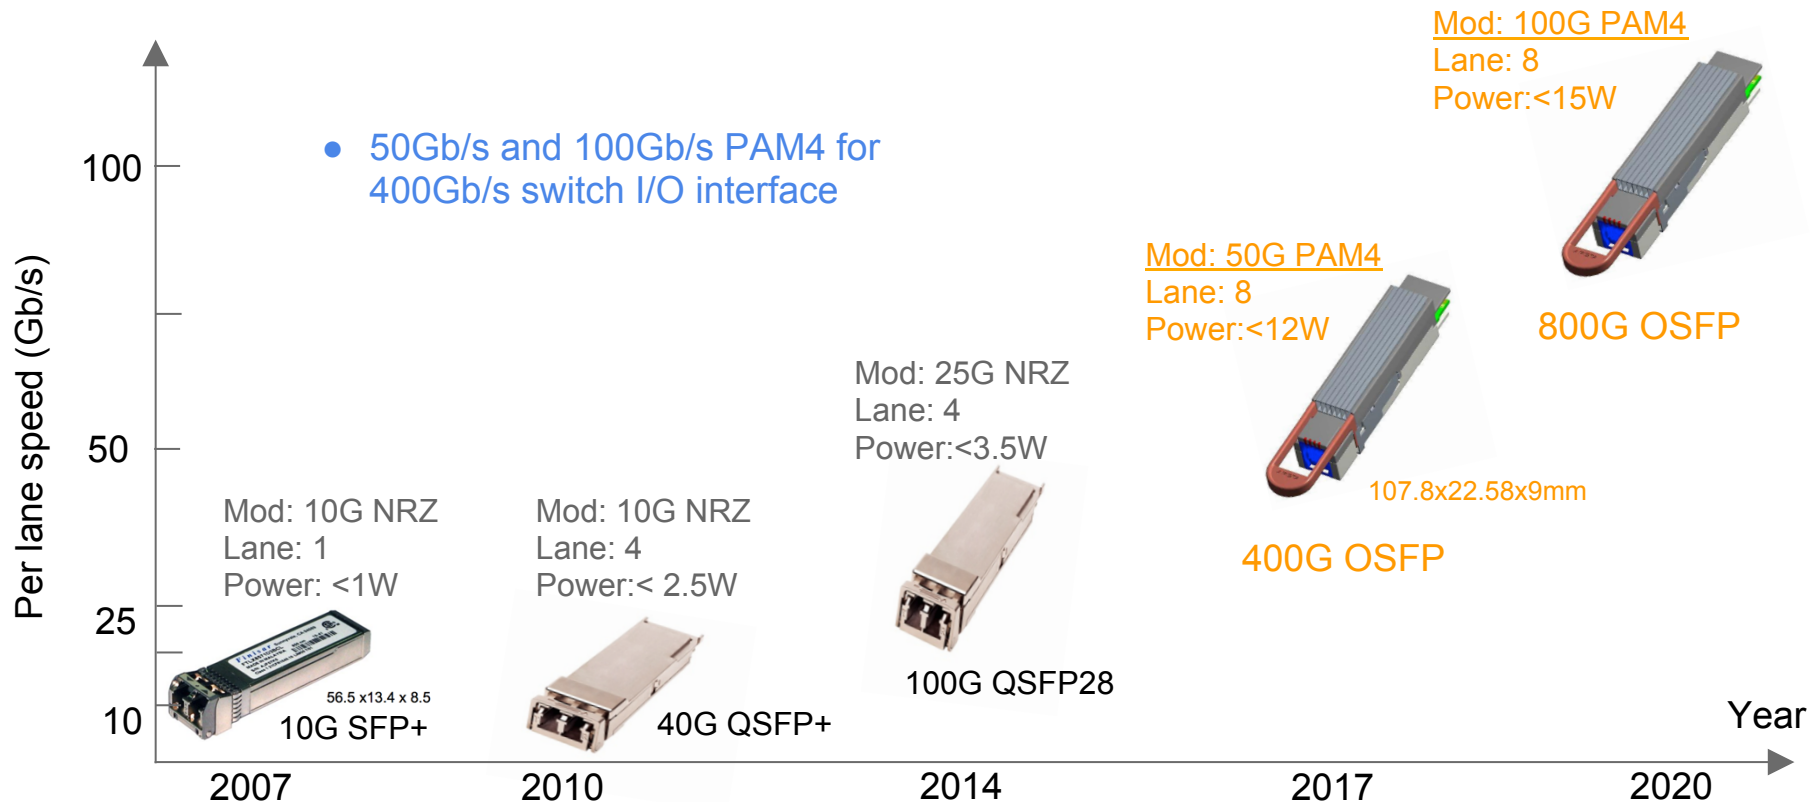 Mod: 100G PAM4
Lane: 8
Power:<15W
50Gb/s and 100Gb/s PAM4 for
400Gb/s switch I/O interface
100
Per lane speed (Gb/s)
Mod: 50G PAM4
Lane: 8
Power:<12W
800G OSFP
Mod: 25G NRZ
Lane: 4
Power:<3.5W
50
107.8x22.58x9mm
Mod: 10G NRZ
Lane: 1
Power: <1W
Mod: 10G NRZ
Lane: 4
Power:< 2.5W
400G OSFP
25
Finisar
56.5 x13.4 x 8.5
100G QSFP28
10
10G SFP+
40G QSFP+
Year
2007
2010
2014
2017
2020